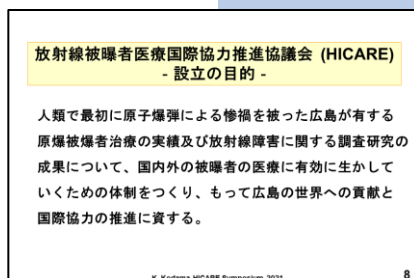 放射線被曝者医療国際協力推進協議会 (HICARE)
- 設立の目的 -
人類で最初に原子爆弾による惨禍を被った広島が有する
原爆被爆者治療の実績及び放射線障害に関する調査研究の
成果について、国内外の被曝者の医療に有効に生かして
いくための体制をつくり、もって広島の世界への貢献と
国際協力の推進に資する。
K. Kodama HICARE Symposium 2021
8